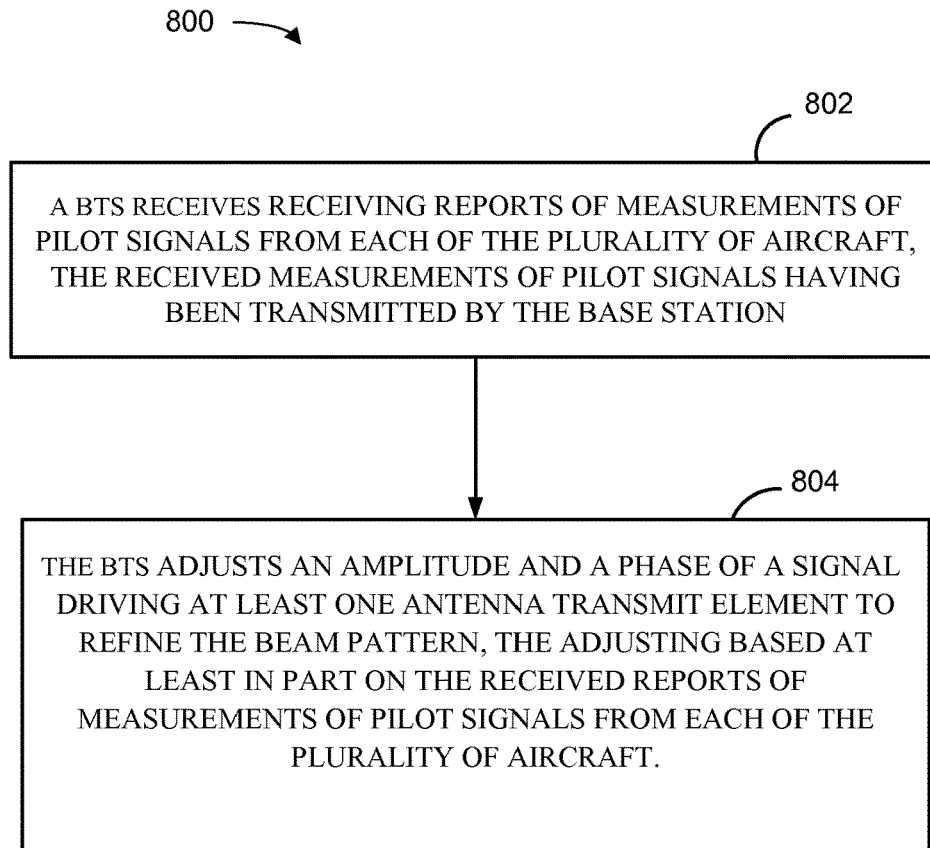 800
802
A BTS RECEIVES RECEIVING REPORTS OF MEASUREMENTS OF
PILOT SIGNALS FROM EACH OF THE PLURALITY OF AIRCRAFT,
THE RECEIVED MEASUREMENTS OF PILOT SIGNALS HAVING
BEEN TRANSMITTED BY THE BASE STATION
804
THE BTS ADJUSTS AN AMPLITUDE AND A PHASE OF A SIGNAL
DRIVING AT LEAST ONE ANTENNA TRANSMIT ELEMENT TO
REFINE THE BEAM PATTERN, THE ADJUSTING BASED AT
LEAST IN PART ON THE RECEIVED REPORTS OF
MEASUREMENTS OF PILOT SIGNALS FROM EACH OF THE
PLURALITY OF AIRCRAFT.